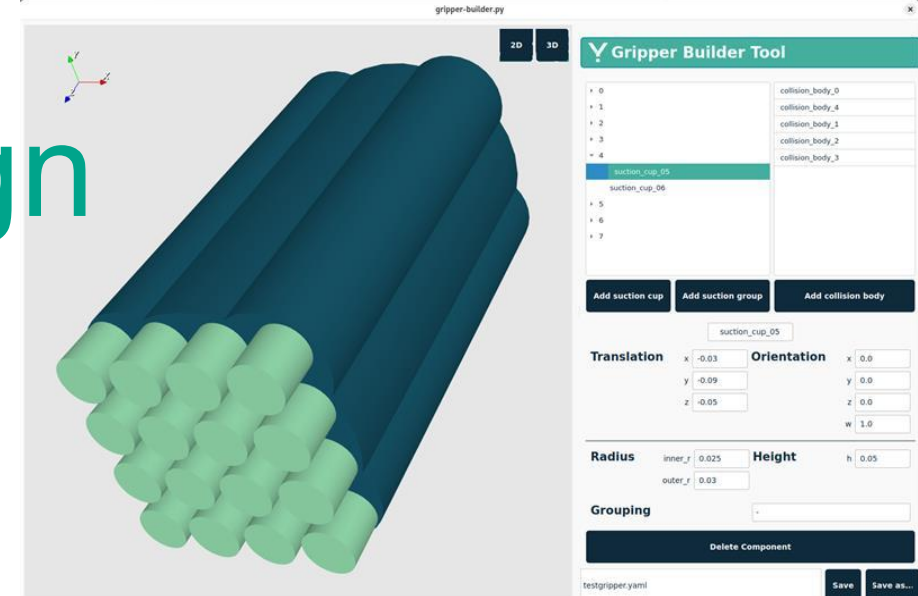 gripper-builder.py
ign
2D 3D
Gripper Builder Tool
0
1
2
3
4
suction_cup_05
suction_cup_06
5
6
7
collision_body_0
collision_body_4
collision_body_1
collision_body_2
collision_body_3
Add suction cup Add suction group Add collision body
suction_cup_05
Translation x -0.03 Orientation x 0.0
y -0.09 y 0.0
z -0.05 z 0.0
w 1.0
Radius inner_r 0.025 Height h 0.05
outer_r 0.03
Grouping -
Delete Component
testgripper.yaml Save Save as...